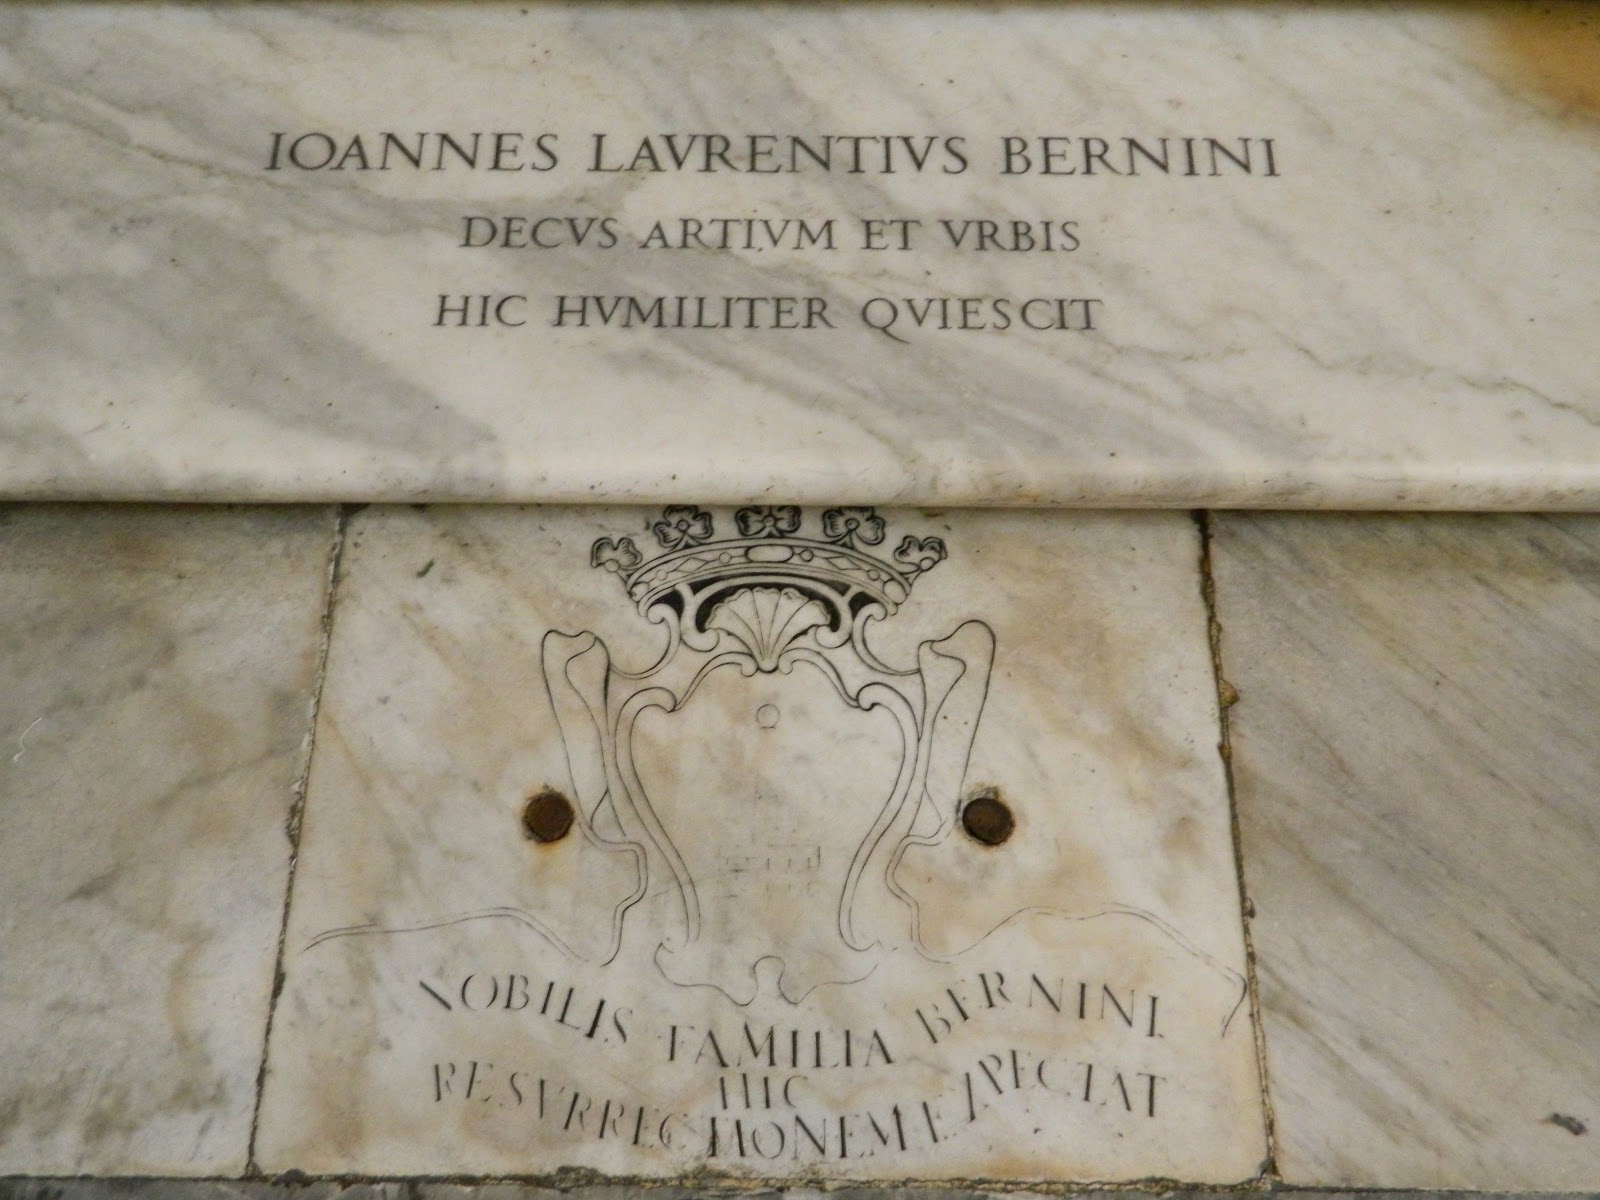 IOANNES LAVRENTIVS BERNINI
DECVS ARTIVM ET VRBIS
HIC HVMILITER QVIESCIT
NOBILIS FAMILIA BERNINI
HIC
RESVRRECTIONEM EXPECTAT